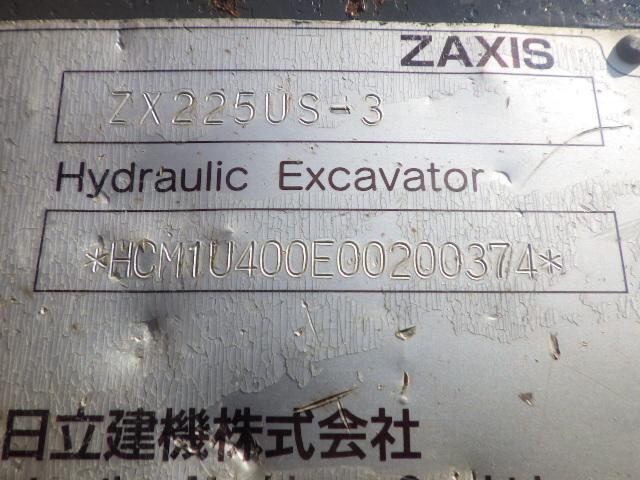 ZAXIS
ZX225US-3
Hydraulic Excavator
*HCM1U400E00200374*
日立建機株式会社